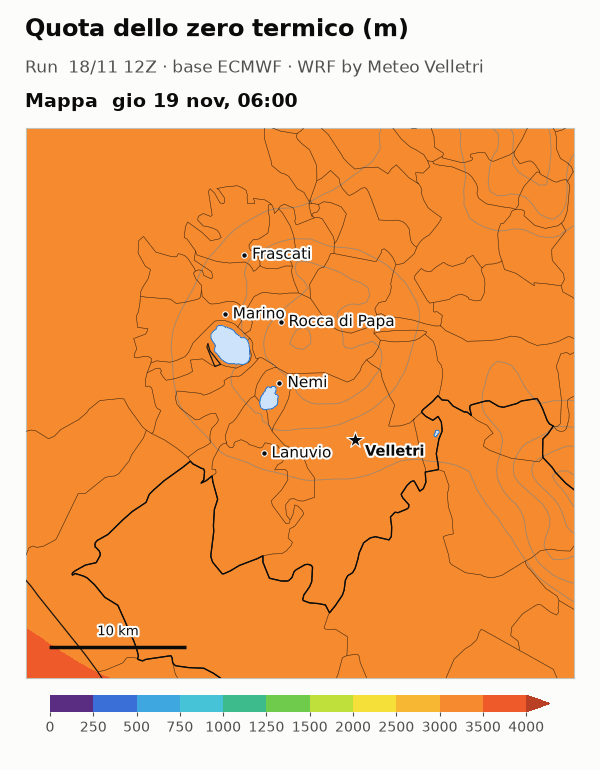 Quota dello zero termico (m)
Run  18/11 12Z · base ECMWF · WRF by Meteo Velletri
Mappa  gio 19 nov, 06:00
Frascati
Marino
Rocca di Papa
Nemi
Velletri
Lanuvio
10 km
0 250 500 750 1000 1250 1500 2000 2500 3000 3500 4000